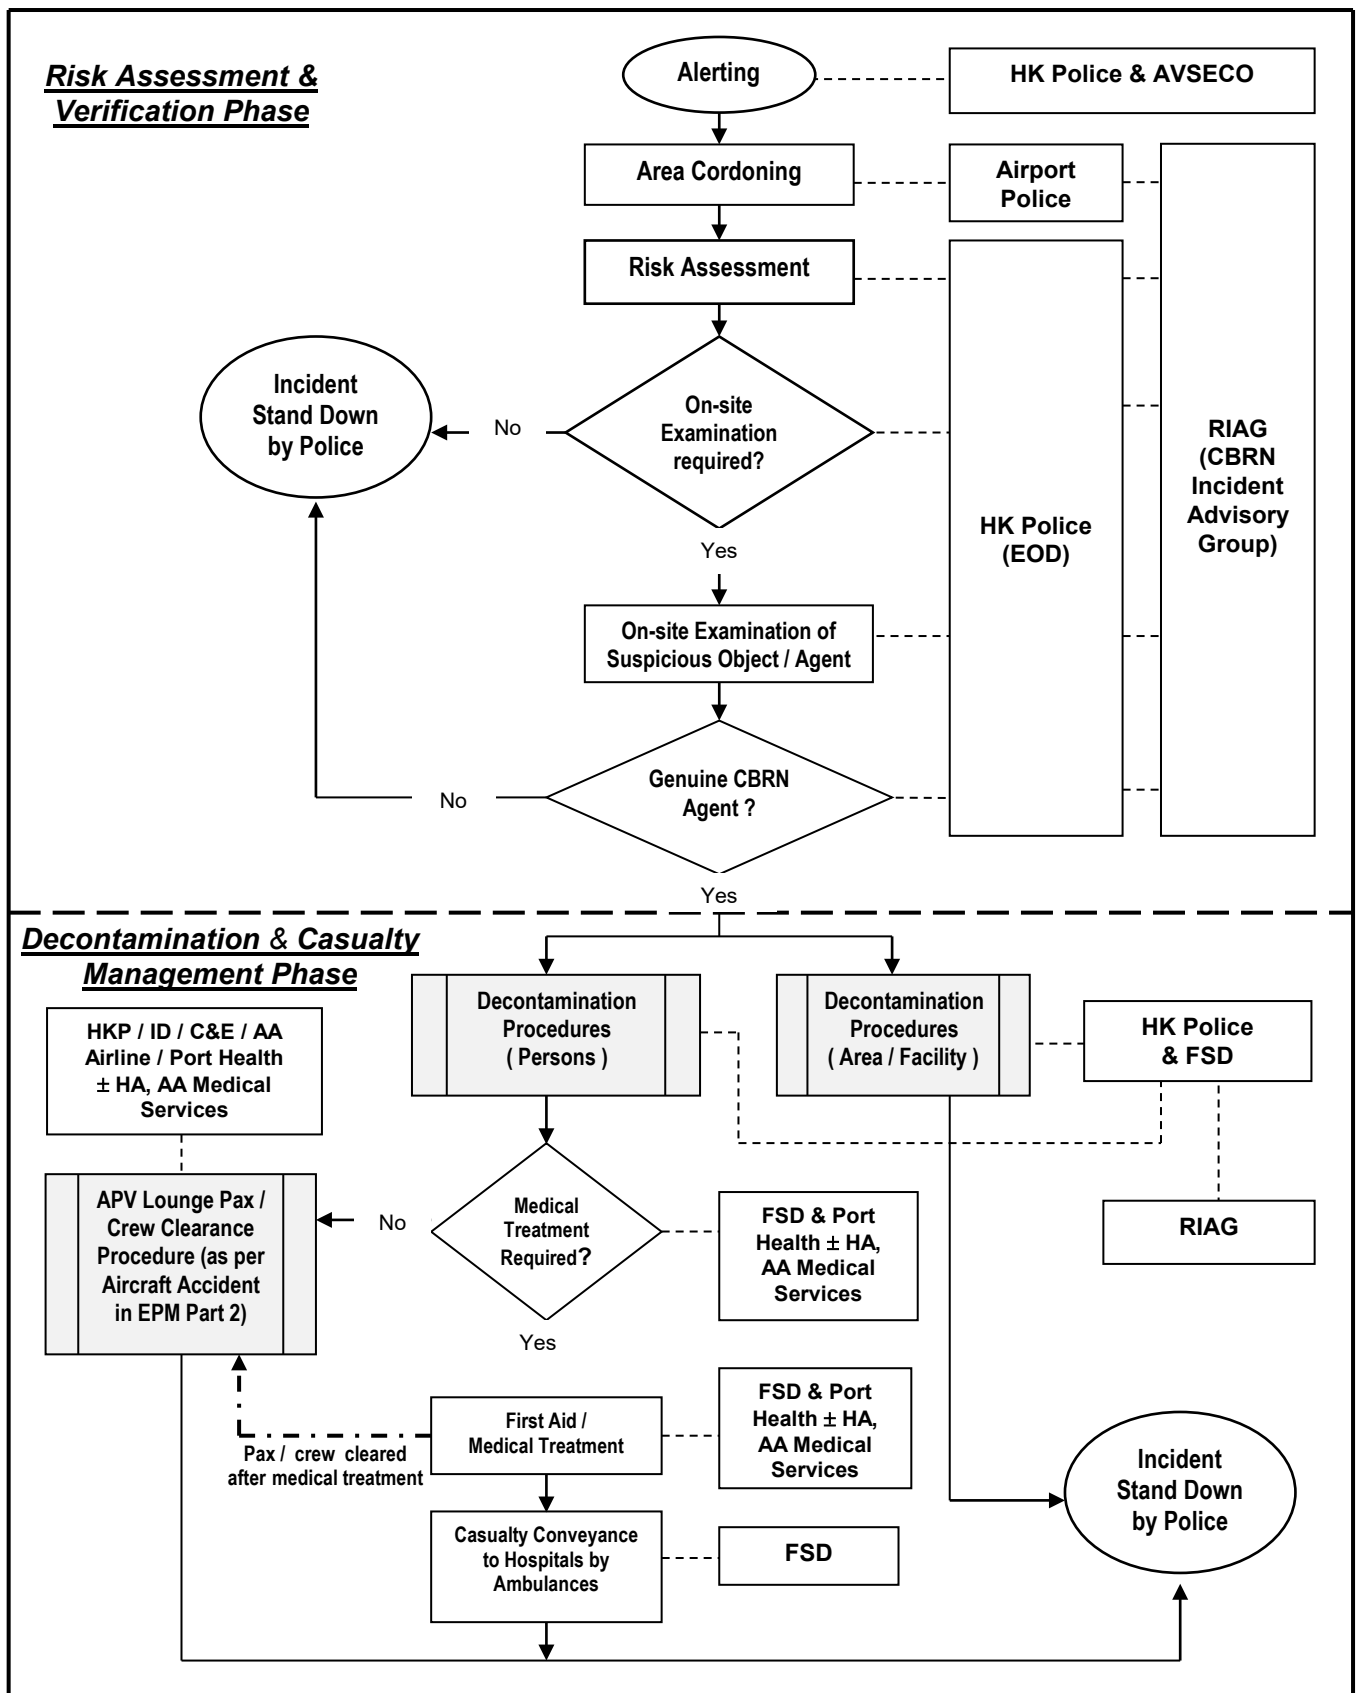 Risk Assessment &
Verification Phase
Alerting
HK Police & AVSECO
Area Cordoning
Airport
Police
Risk Assessment
Incident
Stand Down
by Police
No
On-site
Examination
required?
HK Police
(EOD)
RIAG
(CBRN
Incident
Advisory
Group)
Yes
On-site Examination of
Suspicious Object / Agent
Genuine CBRN
Agent ?
No
Yes
Decontamination & Casualty
Management Phase
Decontamination
Procedures
( Persons )
Decontamination
Procedures
( Area / Facility )
HK Police
& FSD
HKP / ID / C&E / AA
Airline / Port Health
± HA, AA Medical
Services
APV Lounge Pax /
Crew Clearance
Procedure (as per
Aircraft Accident
in EPM Part 2)
No
Medical
Treatment
Required?
FSD & Port
Health ± HA,
AA Medical
Services
RIAG
Yes
First Aid /
Medical Treatment
FSD & Port
Health ± HA,
AA Medical
Services
Pax / crew cleared
after medical treatment
Incident
Stand Down
by Police
Casualty Conveyance
to Hospitals by
Ambulances
FSD